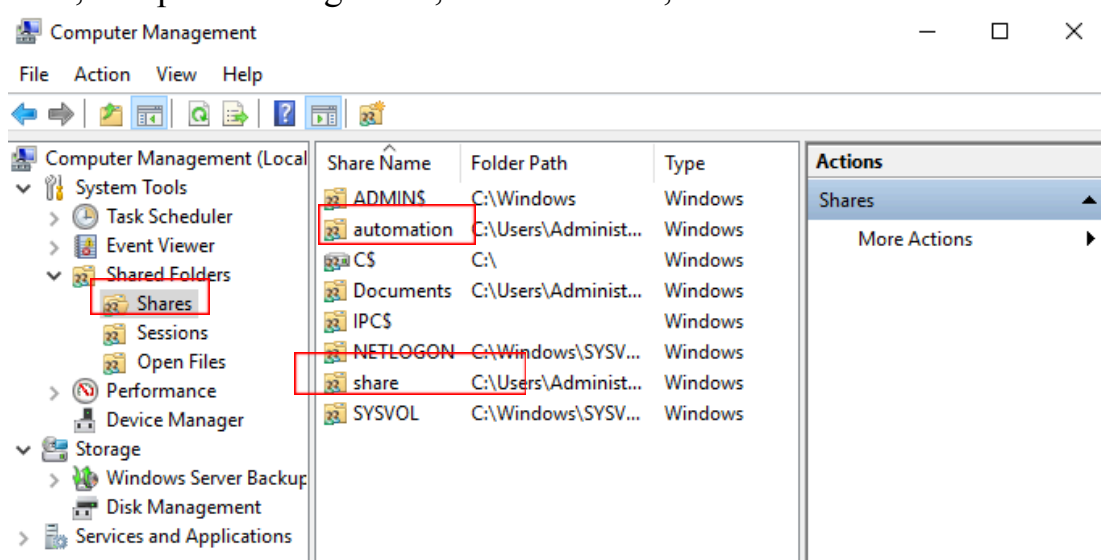 Computer Management
File Action View Help
Computer Management (Local
System Tools
Task Scheduler
Event Viewer
Shared Folders
Shares
Sessions
Open Files
Performance
Device Manager
Storage
Windows Server Backup
Disk Management
Services and Applications
Share Name Folder Path Type
ADMIN$ C:\Windows Windows
automation C:\Users\Administ... Windows
C$ C:\ Windows
Documents C:\Users\Administ... Windows
IPC$ Windows
NETLOGON C:\Windows\SYSV... Windows
share C:\Users\Administ... Windows
SYSVOL C:\Windows\SYSV... Windows
Actions
Shares
More Actions